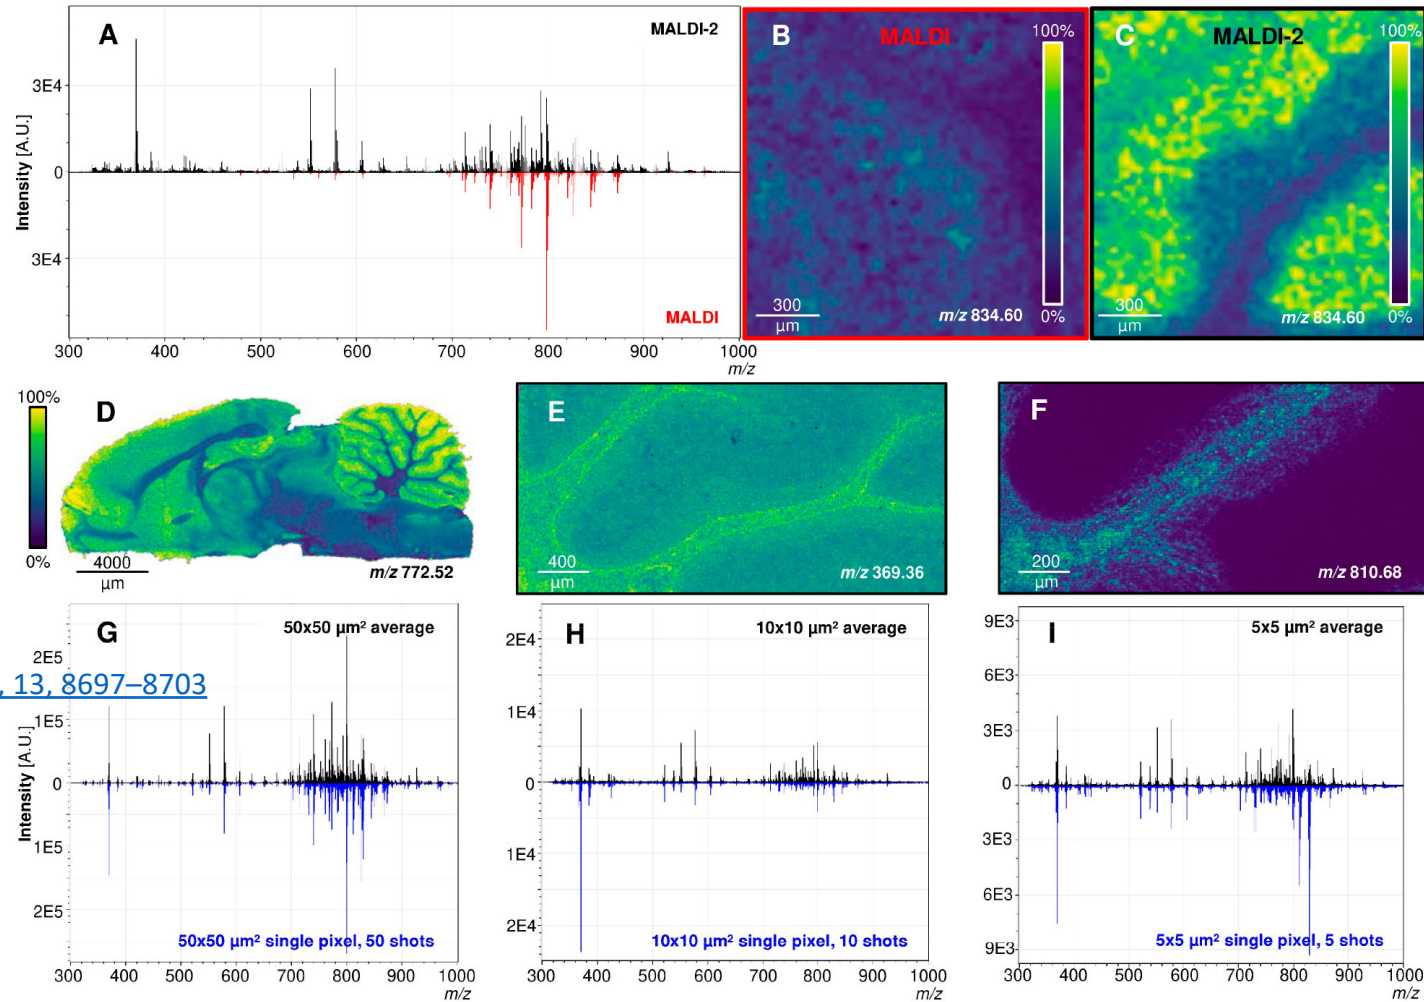 A
MALDI-2
MALDI
Intensity [A.U.]
3E4
0
3E4
300 400 500 600 700 800 900 1000
m/z
B
MALDI
100%
0%
300
µm
m/z 834.60
C
MALDI-2
100%
0%
300
µm
m/z 834.60
D
100%
0%
4000
µm
m/z 772.52
E
400
µm
m/z 369.36
F
200
µm
m/z 810.68
G
50x50 µm² average
2E5
, 13, 8697–8703
1E5
0
1E5
2E5
Intensity [A.U.]
50x50 µm² single pixel, 50 shots
300 400 500 600 700 800 900 1000
m/z
H
10x10 µm² average
2E4
1E4
0
1E4
2E4
10x10 µm² single pixel, 10 shots
300 400 500 600 700 800 900 1000
m/z
I
5x5 µm² average
9E3
6E3
3E3
0
3E3
6E3
9E3
5x5 µm² single pixel, 5 shots
300 400 500 600 700 800 900 1000
m/z